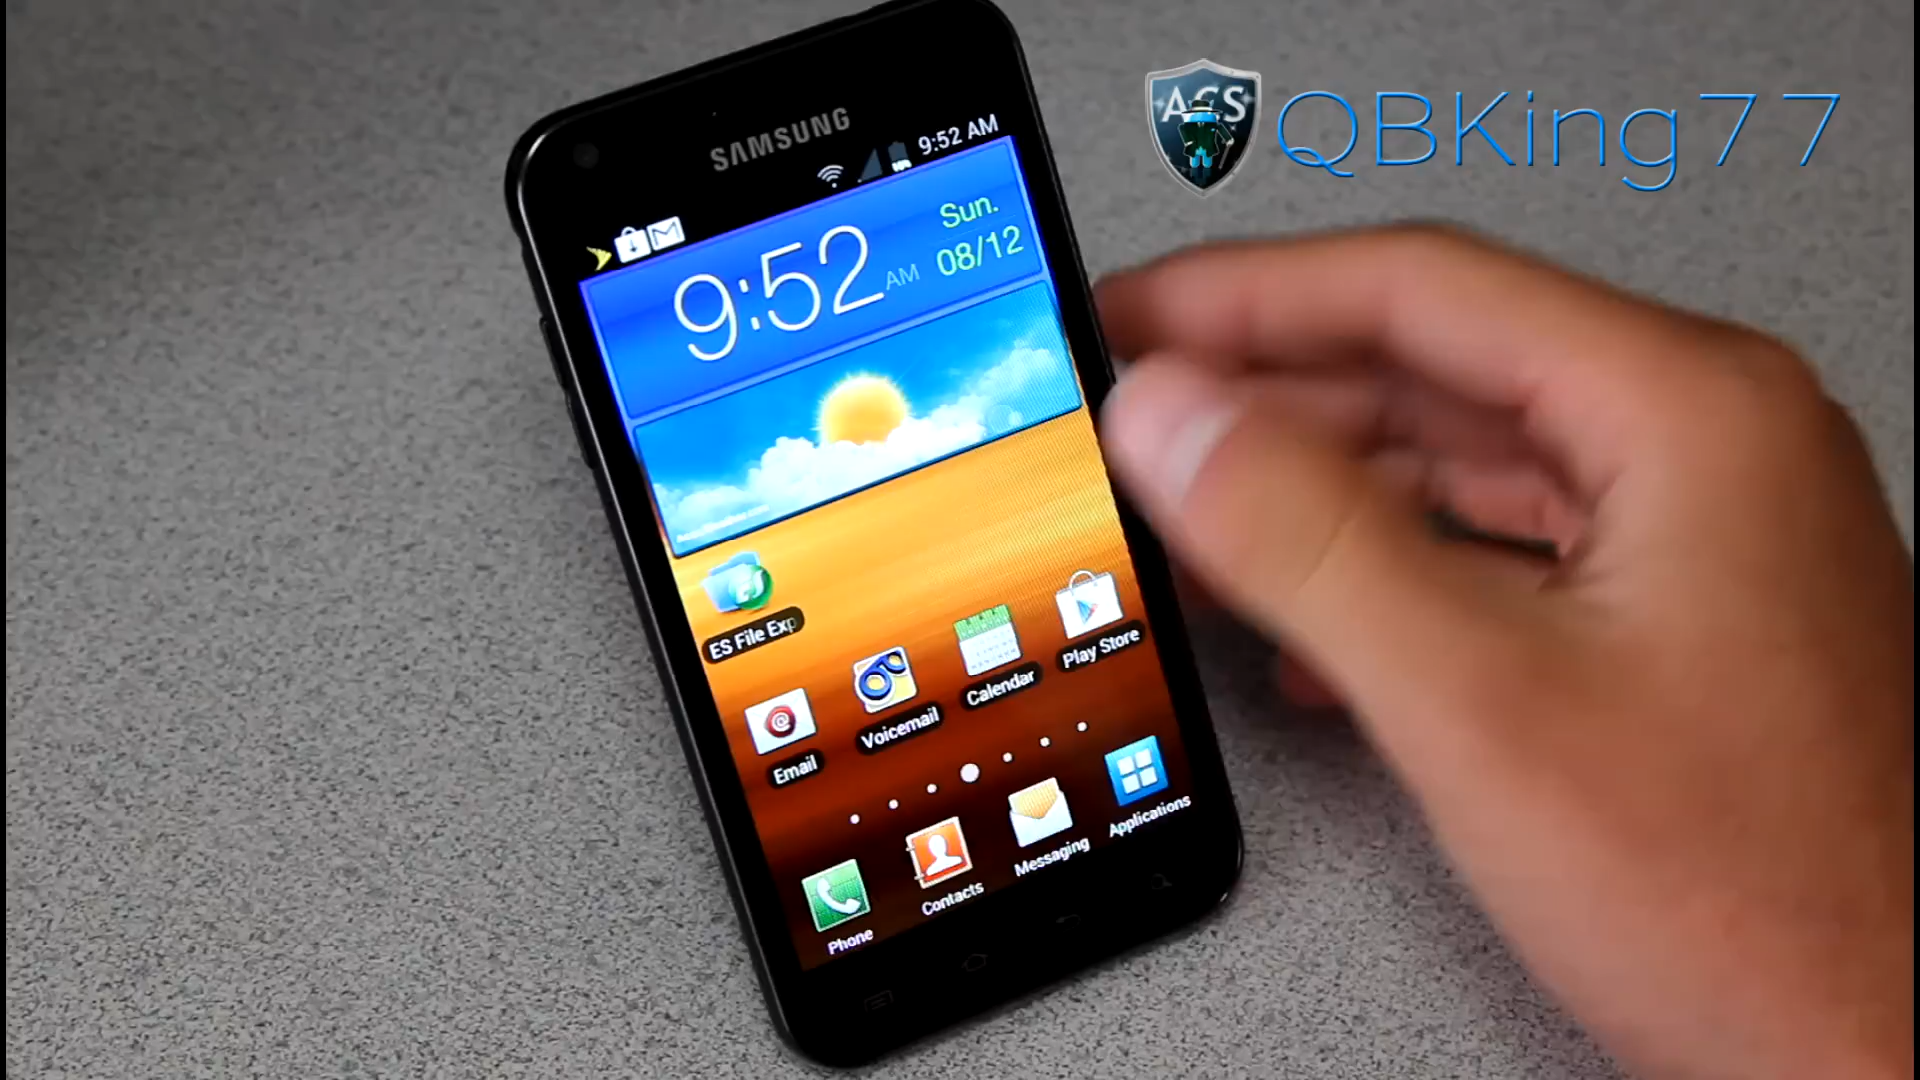 ACS QBKing77
SAMSUNG
9:52 AM
9:52 AM
Sun.
08/12
ES File Exp
Email
Voicemail
Calendar
Play Store
Phone
Contacts
Messaging
Applications